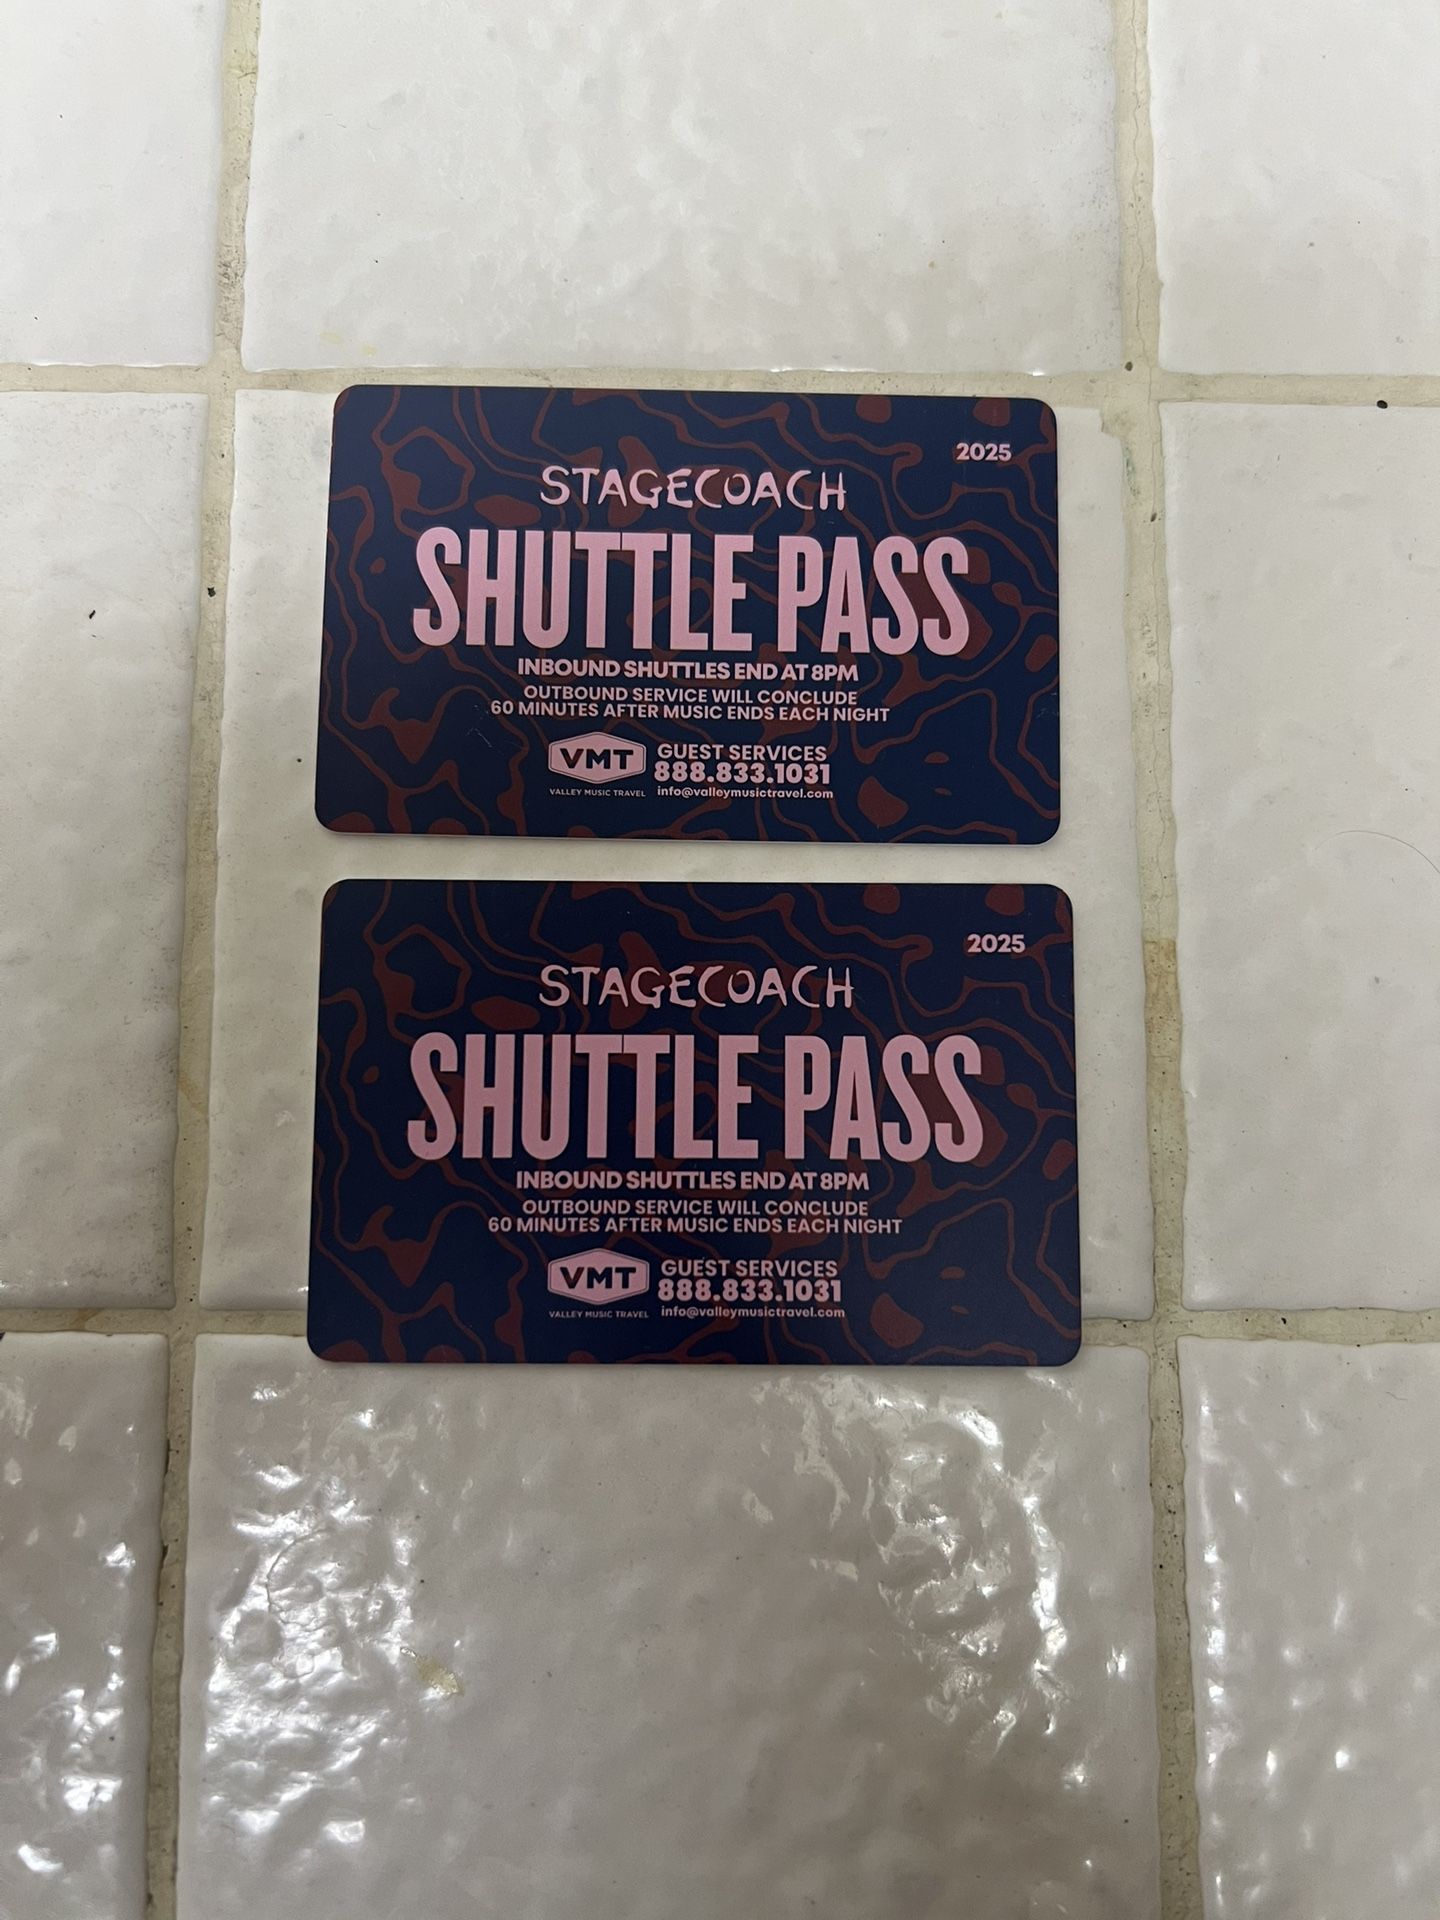 2025
STAGECOACH
SHUTTLE PASS
INBOUND SHUTTLES END AT 8PM
OUTBOUND SERVICE WILL CONCLUDE
60 MINUTES AFTER MUSIC ENDS EACH NIGHT
VMT
VALLEY MUSIC TRAVEL
GUEST SERVICES
888.833.1031
info@valleymusictravel.com
2025
STAGECOACH
SHUTTLE PASS
INBOUND SHUTTLES END AT 8PM
OUTBOUND SERVICE WILL CONCLUDE
60 MINUTES AFTER MUSIC ENDS EACH NIGHT
VMT
VALLEY MUSIC TRAVEL
GUEST SERVICES
888.833.1031
info@valleymusictravel.com